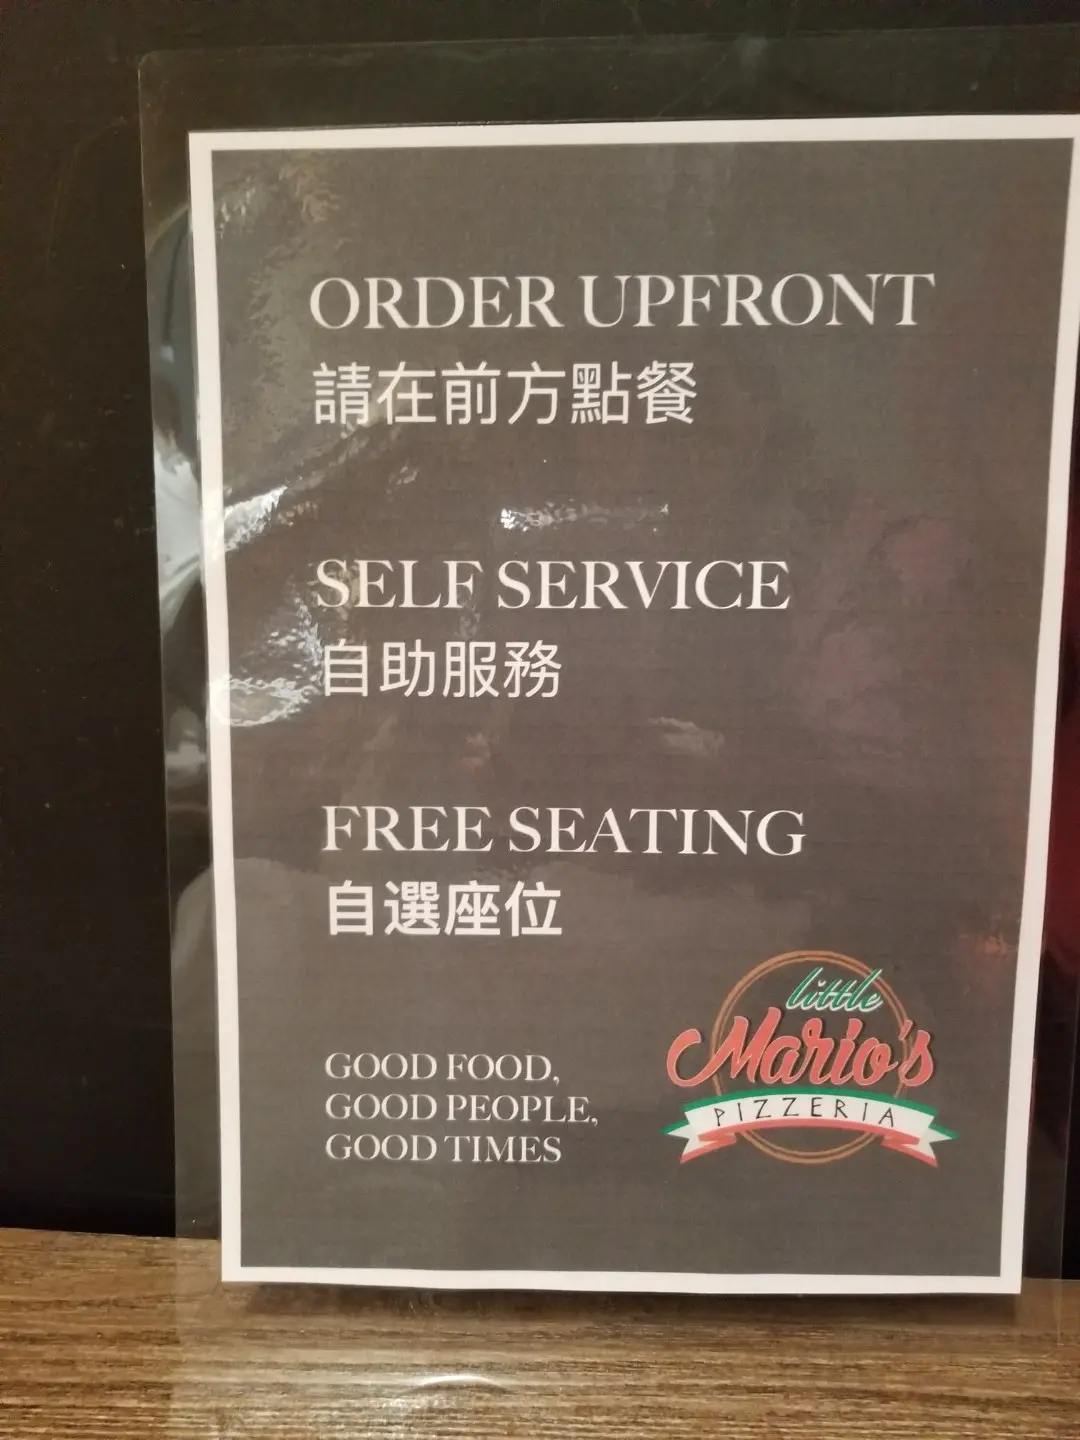 ORDER UPFRONT
請在前方點餐
SELF SERVICE
自助服務
FREE SEATING
自選座位
GOOD FOOD,
GOOD PEOPLE,
GOOD TIMES
little
Mario's
PIZZERIA